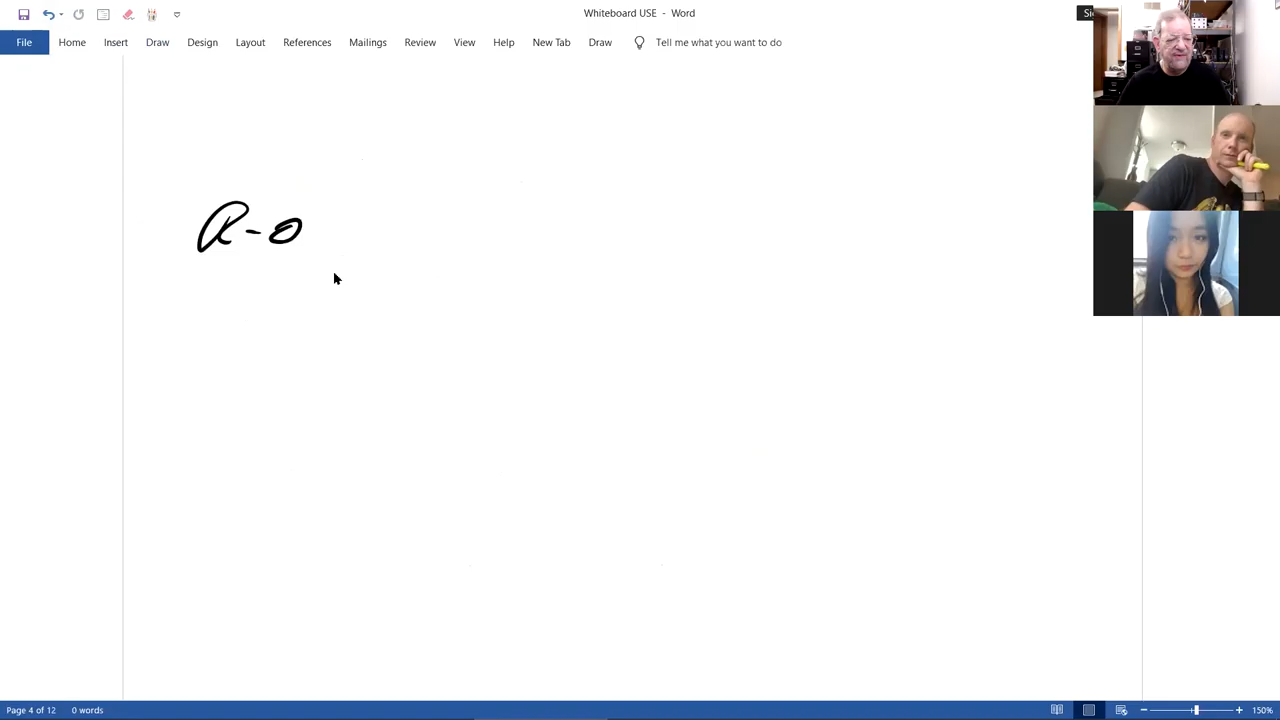 Whiteboard USE - Word
File Home Insert Draw Design Layout References Mailings Review View Help New Tab Draw Tell me what you want to do
R-0
Page 4 of 12 0 words 150%